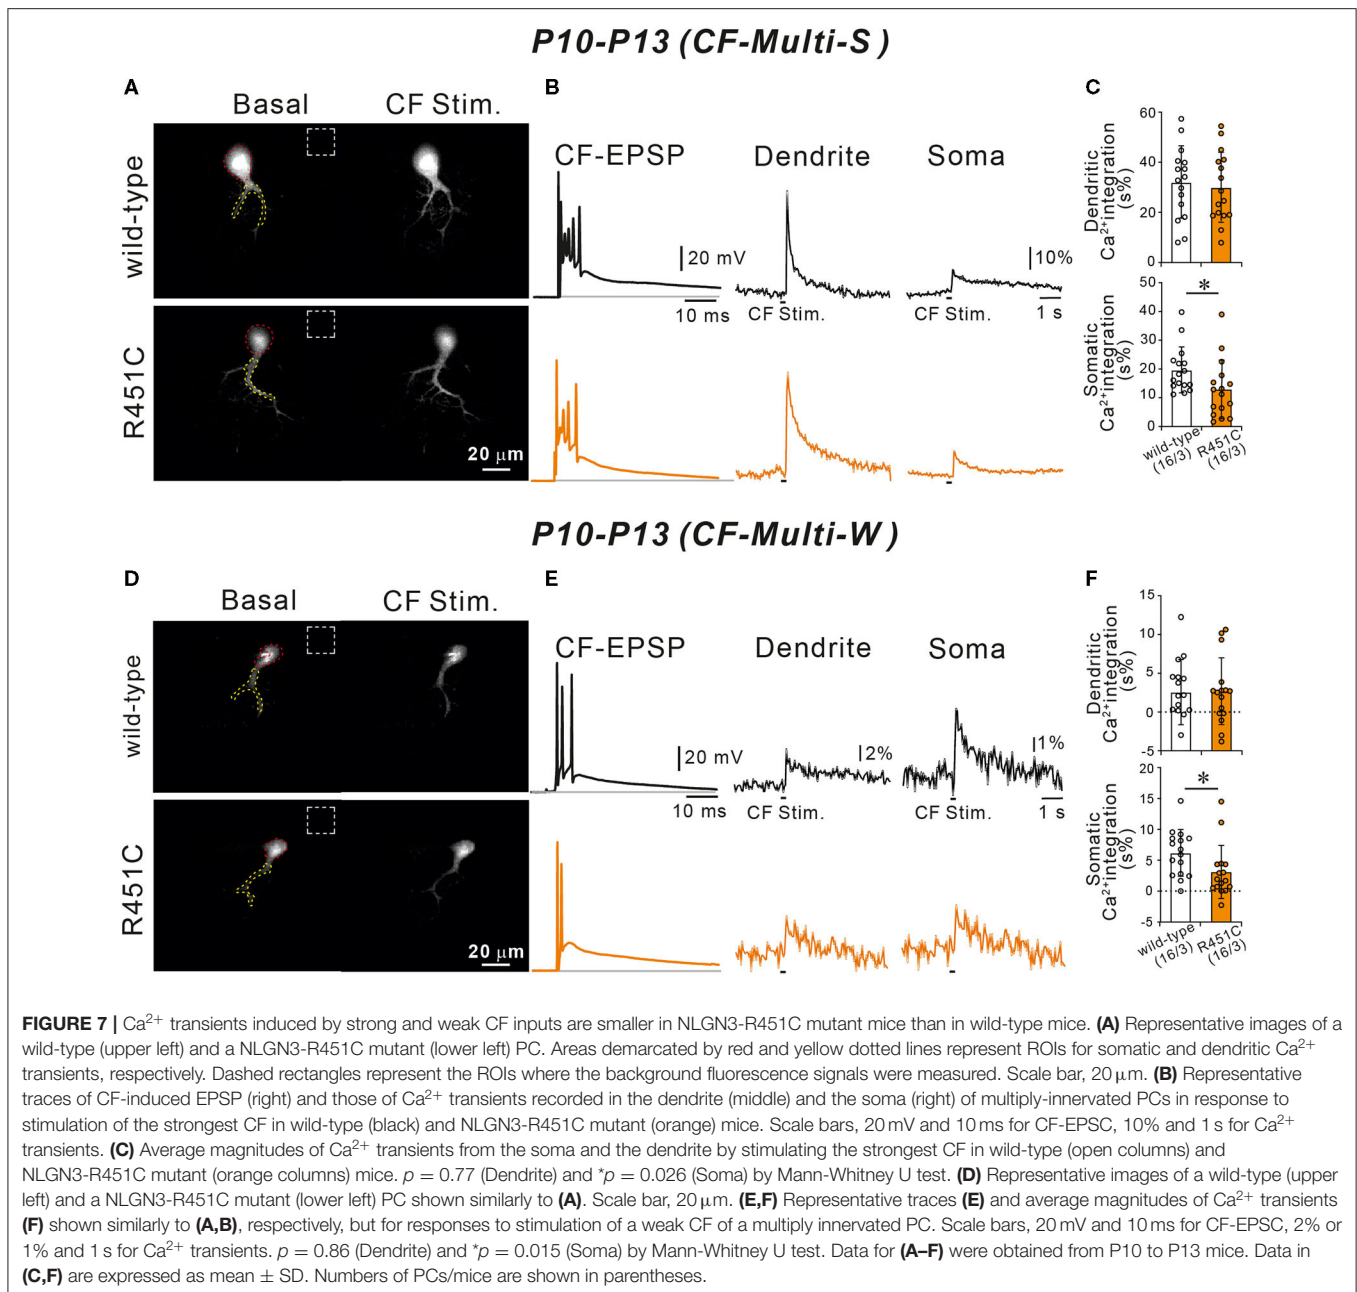 P10-P13 (CF-Multi-S)
A
B
C
Basal
CF Stim.
wild-type
R451C
20 μm
CF-EPSP
Dendrite
Soma
20 mV
10 ms
CF Stim.
CF Stim.
10%
1 s
Dendritic
Ca²⁺integration
(s%)
60
40
20
0
Somatic
Ca²⁺integration
(s%)
50
40
30
20
10
0
*
wild-type
(16/3)
R451C
(16/3)
P10-P13 (CF-Multi-W)
D
E
F
Basal
CF Stim.
wild-type
R451C
20 μm
CF-EPSP
Dendrite
Soma
20 mV
10 ms
2%
CF Stim.
1%
CF Stim.
1 s
Dendritic
Ca²⁺integration
(s%)
15
10
5
0
-5
Somatic
Ca²⁺integration
(s%)
20
15
10
5
0
-5
*
wild-type
(16/3)
R451C
(16/3)
FIGURE 7 | Ca²⁺ transients induced by strong and weak CF inputs are smaller in NLGN3-R451C mutant mice than in wild-type mice. (A) Representative images of a
wild-type (upper left) and a NLGN3-R451C mutant (lower left) PC. Areas demarcated by red and yellow dotted lines represent ROIs for somatic and dendritic Ca²⁺
transients, respectively. Dashed rectangles represent the ROIs where the background fluorescence signals were measured. Scale bar, 20 μm. (B) Representative
traces of CF-induced EPSP (right) and those of Ca²⁺ transients recorded in the dendrite (middle) and the soma (right) of multiply-innervated PCs in response to
stimulation of the strongest CF in wild-type (black) and NLGN3-R451C mutant (orange) mice. Scale bars, 20 mV and 10 ms for CF-EPSC, 10% and 1 s for Ca²⁺
transients. (C) Average magnitudes of Ca²⁺ transients from the soma and the dendrite by stimulating the strongest CF in wild-type (open columns) and
NLGN3-R451C mutant (orange columns) mice. p = 0.77 (Dendrite) and *p = 0.026 (Soma) by Mann-Whitney U test. (D) Representative images of a wild-type (upper
left) and a NLGN3-R451C mutant (lower left) PC shown similarly to (A). Scale bar, 20 μm. (E,F) Representative traces (E) and average magnitudes of Ca²⁺ transients
(F) shown similarly to (A,B), respectively, but for responses to stimulation of a weak CF of a multiply innervated PC. Scale bars, 20 mV and 10 ms for CF-EPSC, 2% or
1% and 1 s for Ca²⁺ transients. p = 0.86 (Dendrite) and *p = 0.015 (Soma) by Mann-Whitney U test. Data for (A–F) were obtained from P10 to P13 mice. Data in
(C,F) are expressed as mean ± SD. Numbers of PCs/mice are shown in parentheses.